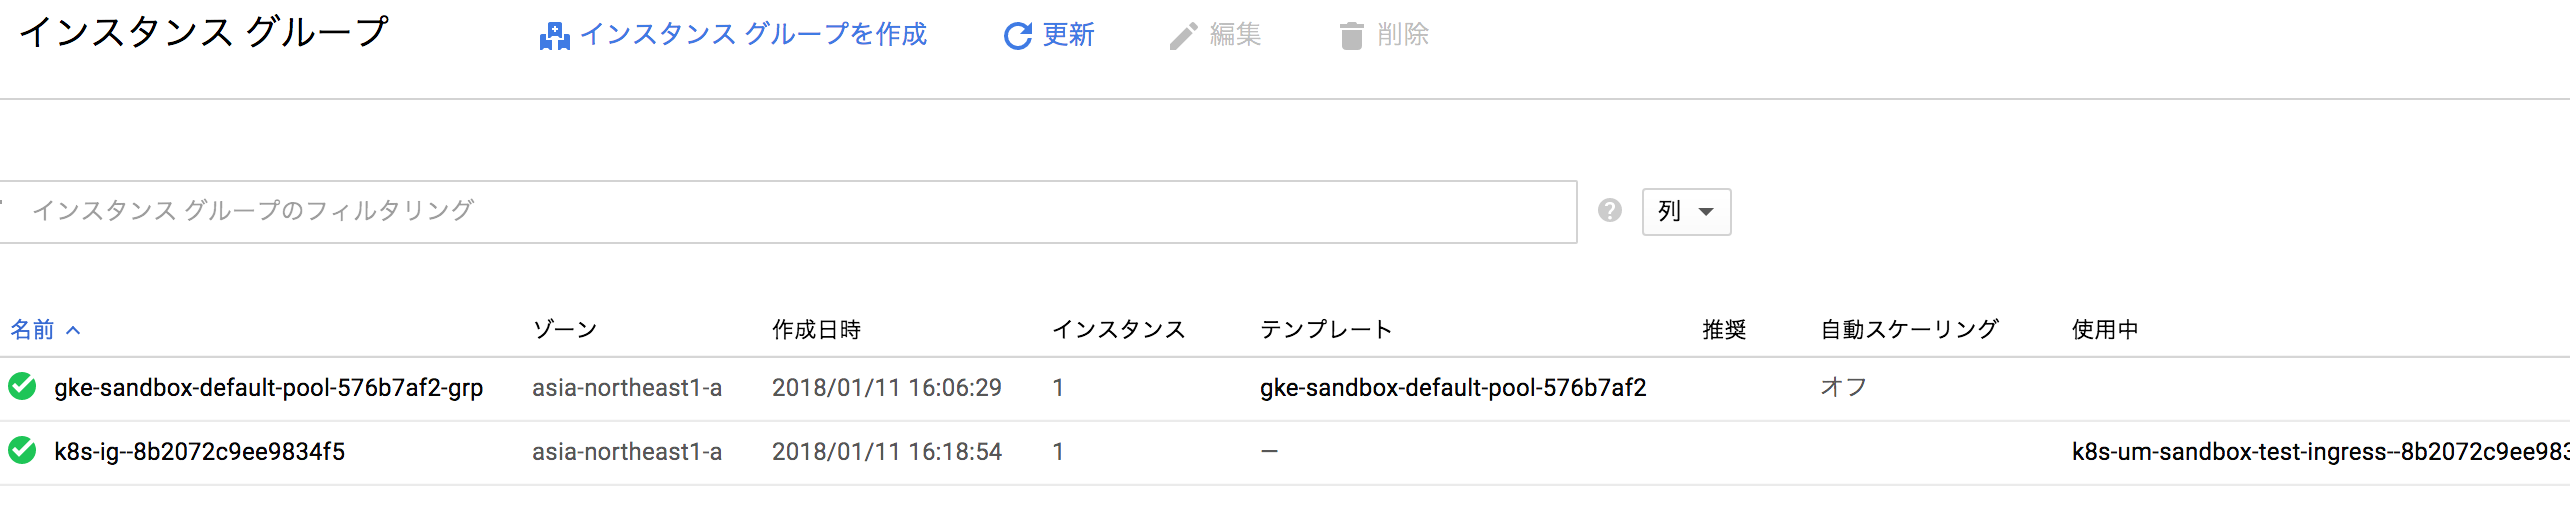 インスタンス グループ インスタンス グループを作成 更新 編集 削除
インスタンス グループのフィルタリング 列
名前 ゾーン 作成日時 インスタンス テンプレート 推奨 自動スケーリング 使用中
gke-sandbox-default-pool-576b7af2-grp asia-northeast1-a 2018/01/11 16:06:29 1 gke-sandbox-default-pool-576b7af2 オフ
k8s-ig--8b2072c9ee9834f5 asia-northeast1-a 2018/01/11 16:18:54 1 — k8s-um-sandbox-test-ingress--8b2072c9ee983